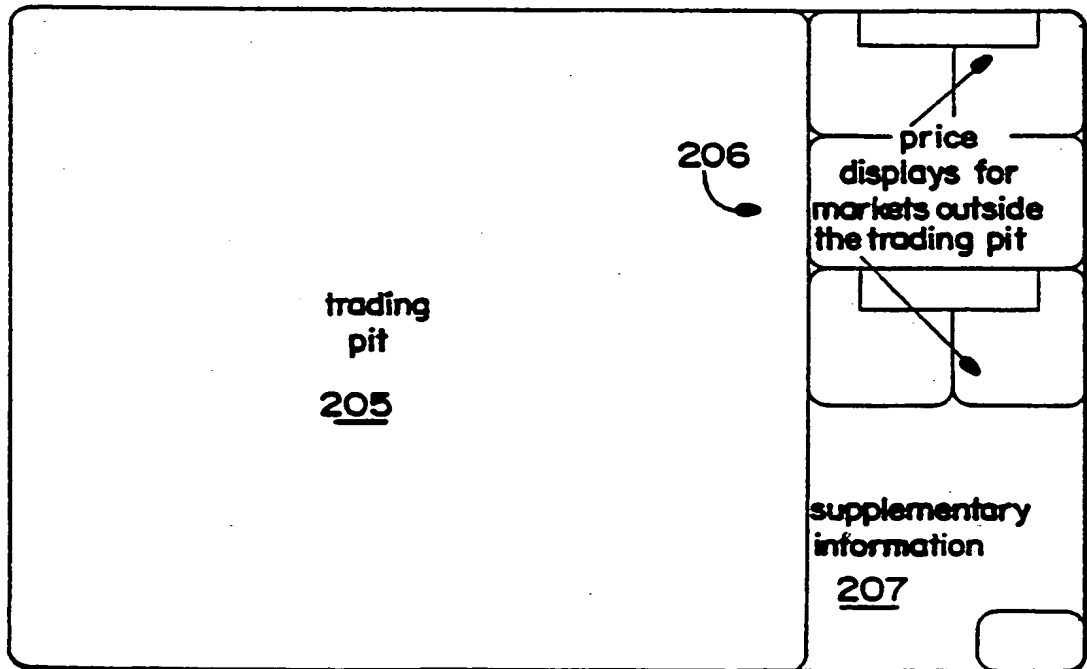 206
trading
pit
205
price
displays for
markets outside
the trading pit
supplementary
information
207